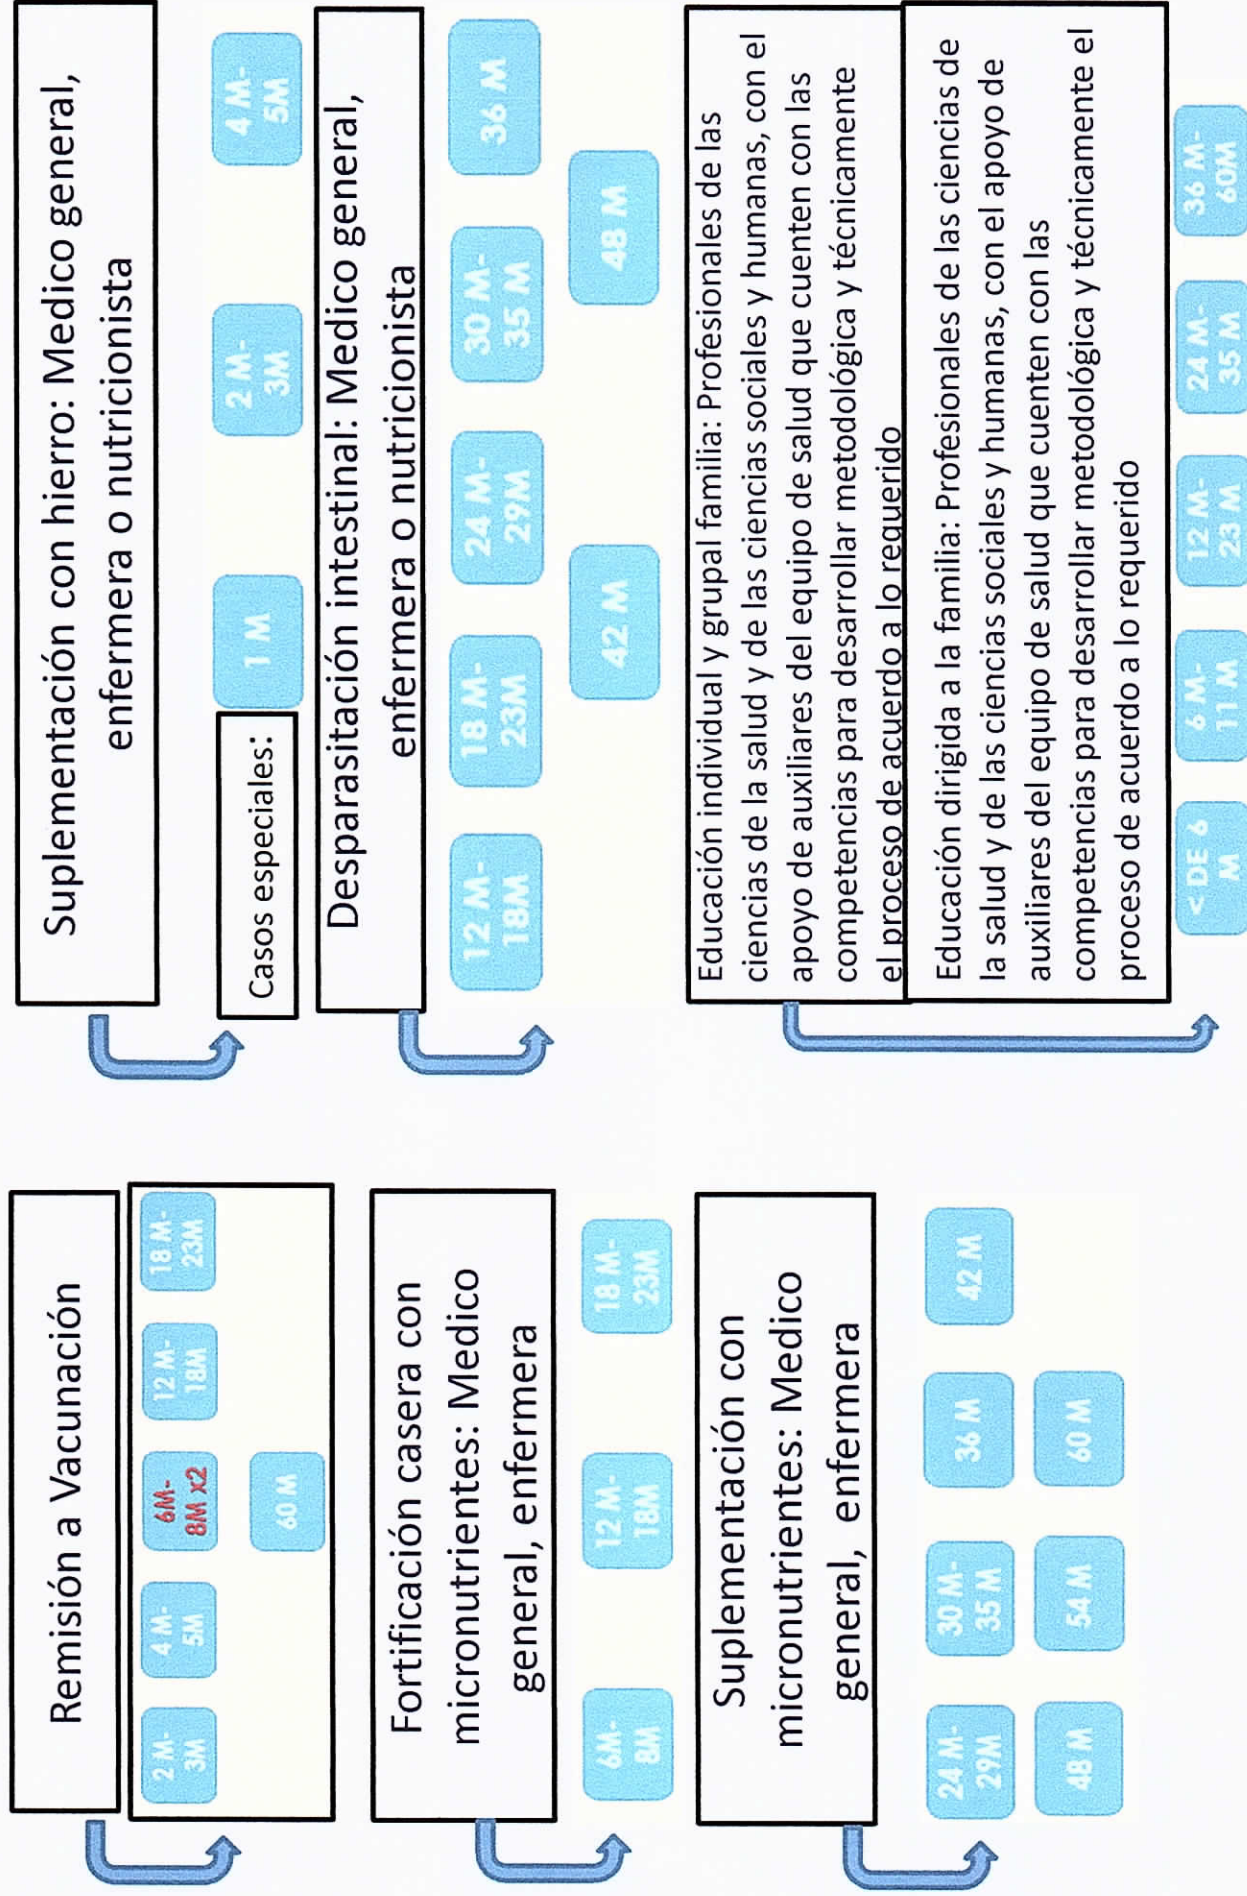 Remisión a Vacunación
2 M-
3M
4 M-
5M
6M-
8M x2
12 M-
18M
18 M-
23M
60 M
Fortificación casera con
micronutrientes: Medico
general, enfermera
6M-
8M
12 M-
18M
18 M-
23M
Suplementación con
micronutrientes: Medico
general, enfermera
24 M-
29M
30 M-
35 M
36 M
42 M
48 M
54 M
60 M
Suplementación con hierro: Medico general,
enfermera o nutricionista
Casos especiales:
1 M
2 M-
3M
4 M-
5M
Desparasitación intestinal: Medico general,
enfermera o nutricionista
12 M-
18M
18 M-
23M
24 M-
29M
30 M-
35 M
36 M
42 M
48 M
Educación individual y grupal familia: Profesionales de las
ciencias de la salud y de las ciencias sociales y humanas, con el
apoyo de auxiliares del equipo de salud que cuenten con las
competencias para desarrollar metodológica y técnicamente
el proceso de acuerdo a lo requerido
Educación dirigida a la familia: Profesionales de las ciencias de
la salud y de las ciencias sociales y humanas, con el apoyo de
auxiliares del equipo de salud que cuenten con las
competencias para desarrollar metodológica y técnicamente el
proceso de acuerdo a lo requerido
< DE 6
M
6 M-
11 M
12 M-
23 M
24 M-
35 M
36 M-
60M